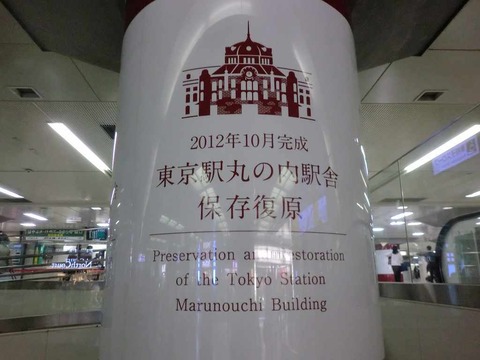 2012年10月完成
東京駅丸の内駅舎
保存復原
Preservation and Restoration
of the Tokyo Station
Marunouchi Building